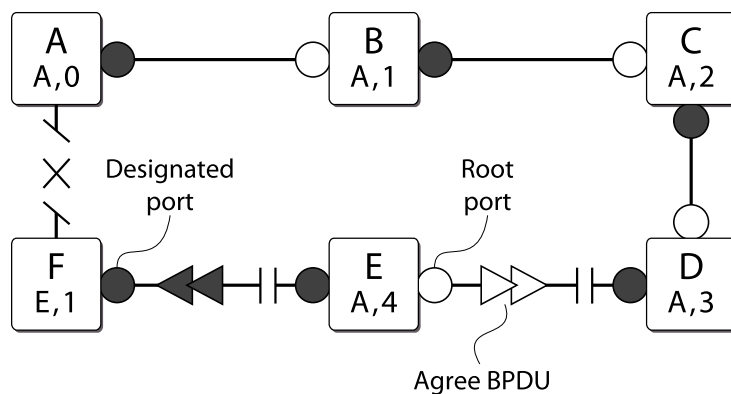 A
A,0
B
A,1
C
A,2
Designated
port
Root
port
F
E,1
E
A,4
D
A,3
Agree BPDU